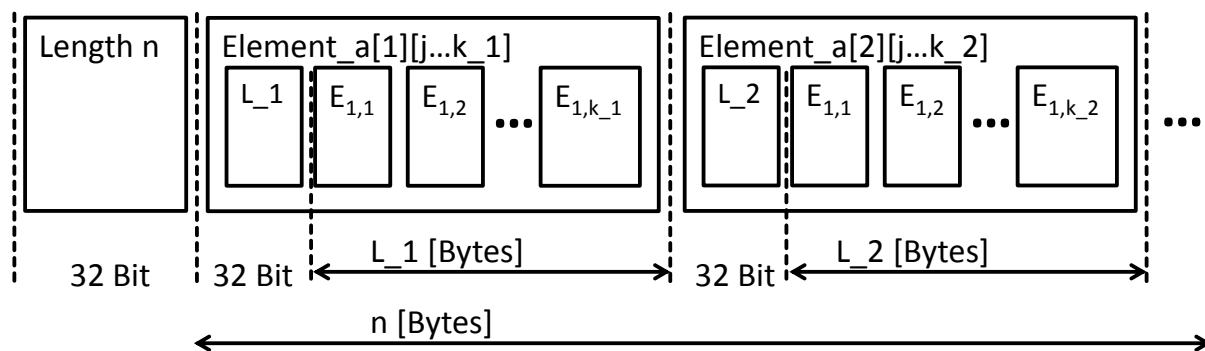 Length n
Element_a[1][j...k_1]
L_1
E1,1
E1,2
...
E1,k_1
Element_a[2][j...k_2]
L_2
E1,1
E1,2
...
E1,k_2
...
32 Bit
32 Bit
L_1 [Bytes]
32 Bit
L_2 [Bytes]
n [Bytes]